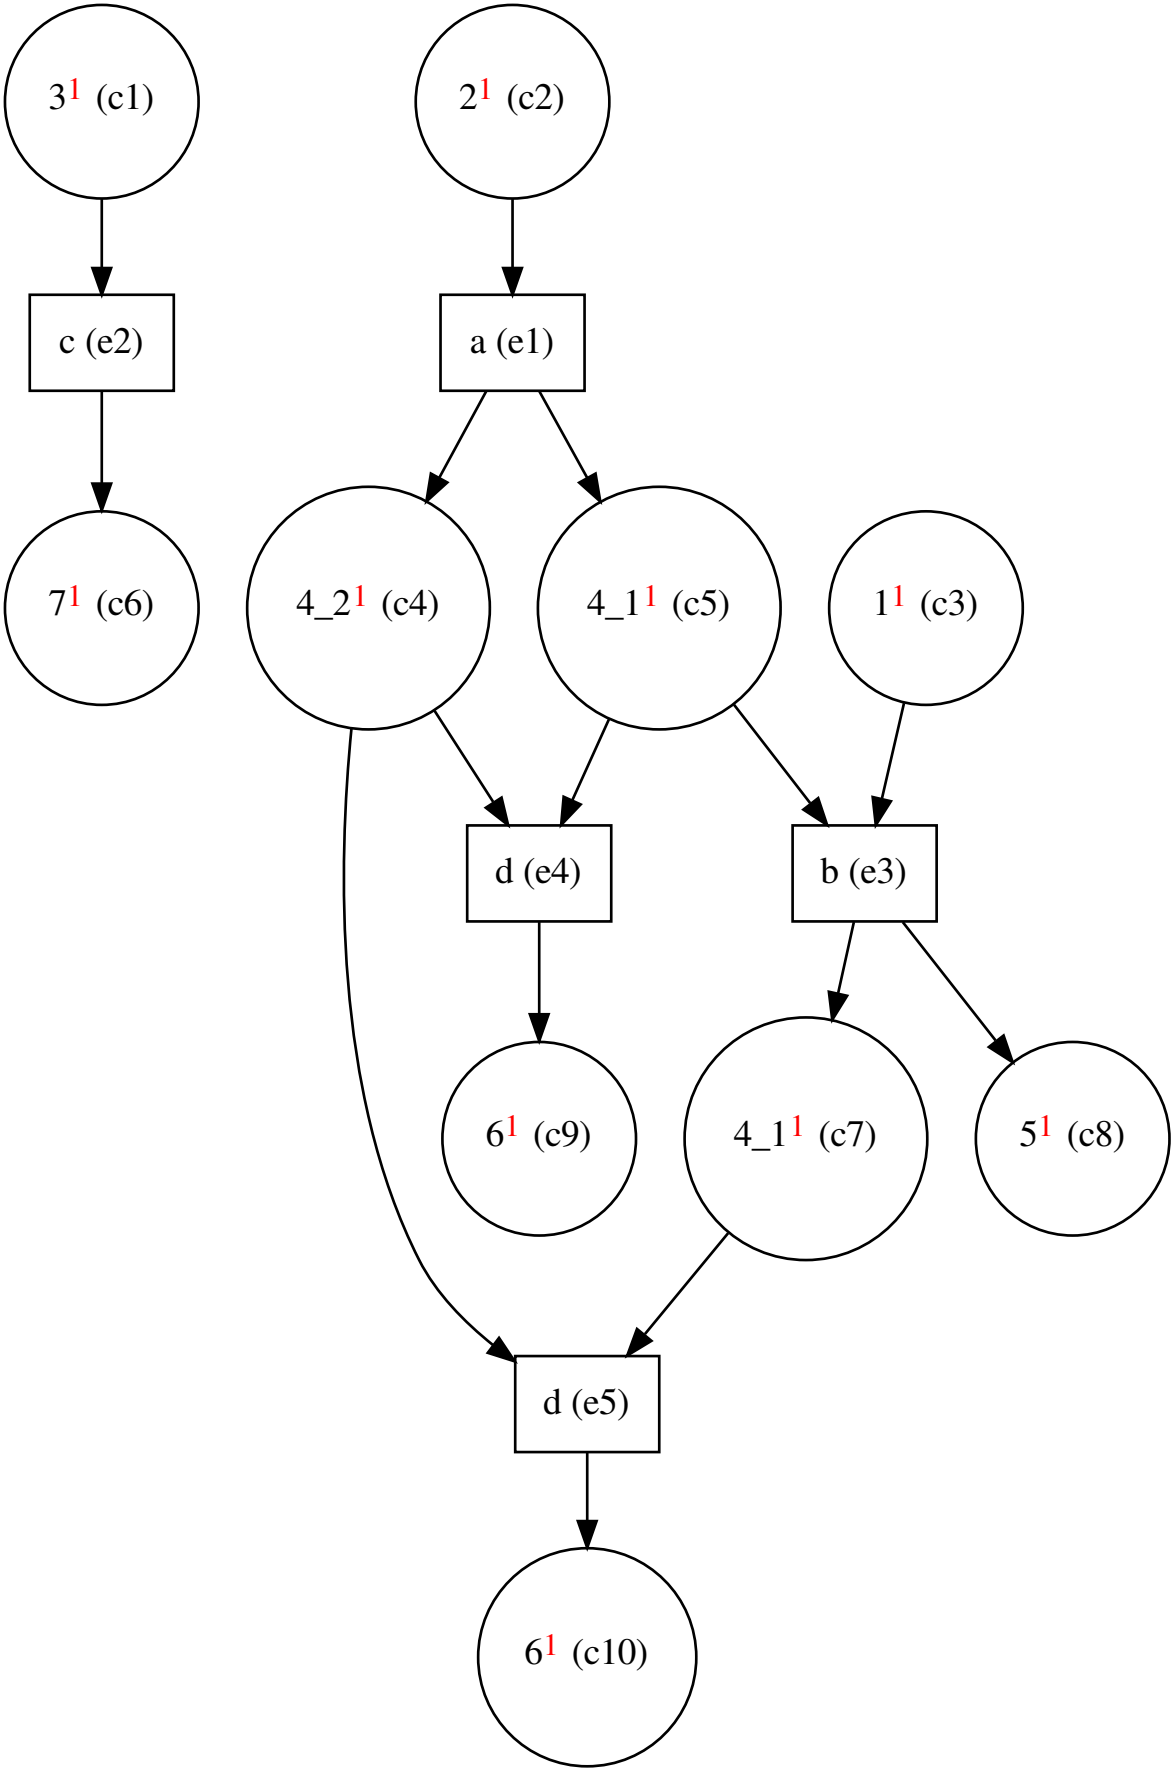 3¹ (c1)
2¹ (c2)
c (e2)
a (e1)
7¹ (c6)
4_2¹ (c4)
4_1¹ (c5)
1¹ (c3)
d (e4)
b (e3)
6¹ (c9)
4_1¹ (c7)
5¹ (c8)
d (e5)
6¹ (c10)